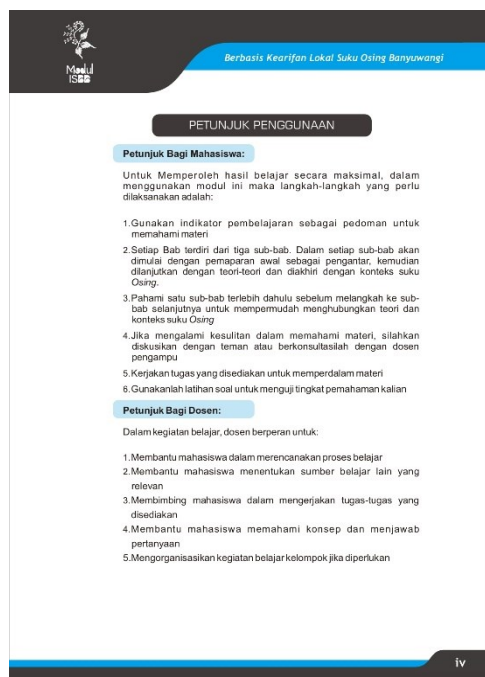 Modul
ISBD
Berbasis Kearifan Lokal Suku Osing Banyuwangi
PETUNJUK PENGGUNAAN
Petunjuk Bagi Mahasiswa:
Untuk Memperoleh hasil belajar secara maksimal, dalam
menggunakan modul ini maka langkah-langkah yang perlu
dilaksanakan adalah:
1.Gunakan indikator pembelajaran sebagai pedoman untuk
memahami materi
2.Setiap Bab terdiri dari tiga sub-bab. Dalam setiap sub-bab akan
dimulai dengan pemaparan awal sebagai pengantar, kemudian
dilanjutkan dengan teori-teori dan diakhiri dengan konteks suku
Osing.
3.Pahami satu sub-bab terlebih dahulu sebelum melangkah ke sub-
bab selanjutnya untuk mempermudah menghubungkan teori dan
konteks suku Osing
4.Jika mengalami kesulitan dalam memahami materi, silahkan
diskusikan dengan teman atau berkonsultasilah dengan dosen
pengampu
5.Kerjakan tugas yang disediakan untuk memperdalam materi
6.Gunakanlah latihan soal untuk menguji tingkat pemahaman kalian
Petunjuk Bagi Dosen:
Dalam kegiatan belajar, dosen berperan untuk:
1.Membantu mahasiswa dalam merencanakan proses belajar
2.Membantu mahasiswa menentukan sumber belajar lain yang
relevan
3.Membimbing mahasiswa dalam mengerjakan tugas-tugas yang
disediakan
4.Membantu mahasiswa memahami konsep dan menjawab
pertanyaan
5.Mengorganisasikan kegiatan belajar kelompok jika diperlukan
iv